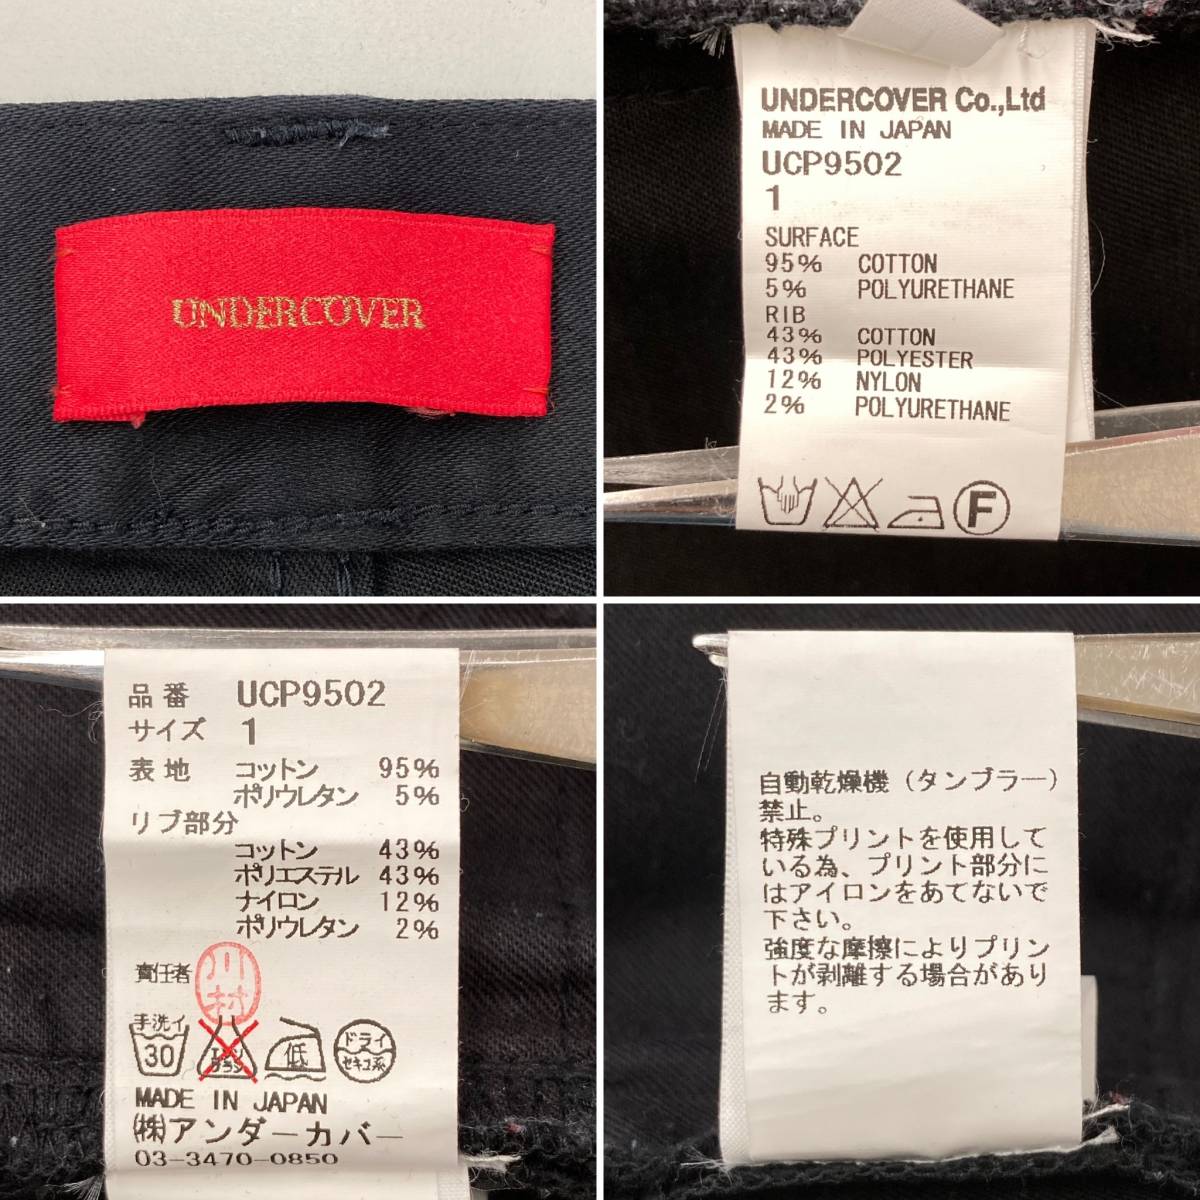 UNDERCOVER
UNDERCOVER Co.,Ltd
MADE IN JAPAN
UCP9502
1
SURFACE
95% COTTON
5% POLYURETHANE
RIB
43% COTTON
43% POLYESTER
12% NYLON
2% POLYURETHANE
F
品番 UCP9502
サイズ 1
表地 コットン 95%
ポリウレタン 5%
リブ部分
コットン 43%
ポリエステル 43%
ナイロン 12%
ポリウレタン 2%
責任者 川村
手洗イ 30 エンソサラシ 低 ドライ セキユ系
MADE IN JAPAN
㈱アンダーカバー
03-3470-0850
自動乾燥機(タンブラー)
禁止。
特殊プリントを使用して
いる為、プリント部分に
はアイロンをあてないで
下さい。
強度な摩擦によりプリン
トが剥離する場合があり
ます。